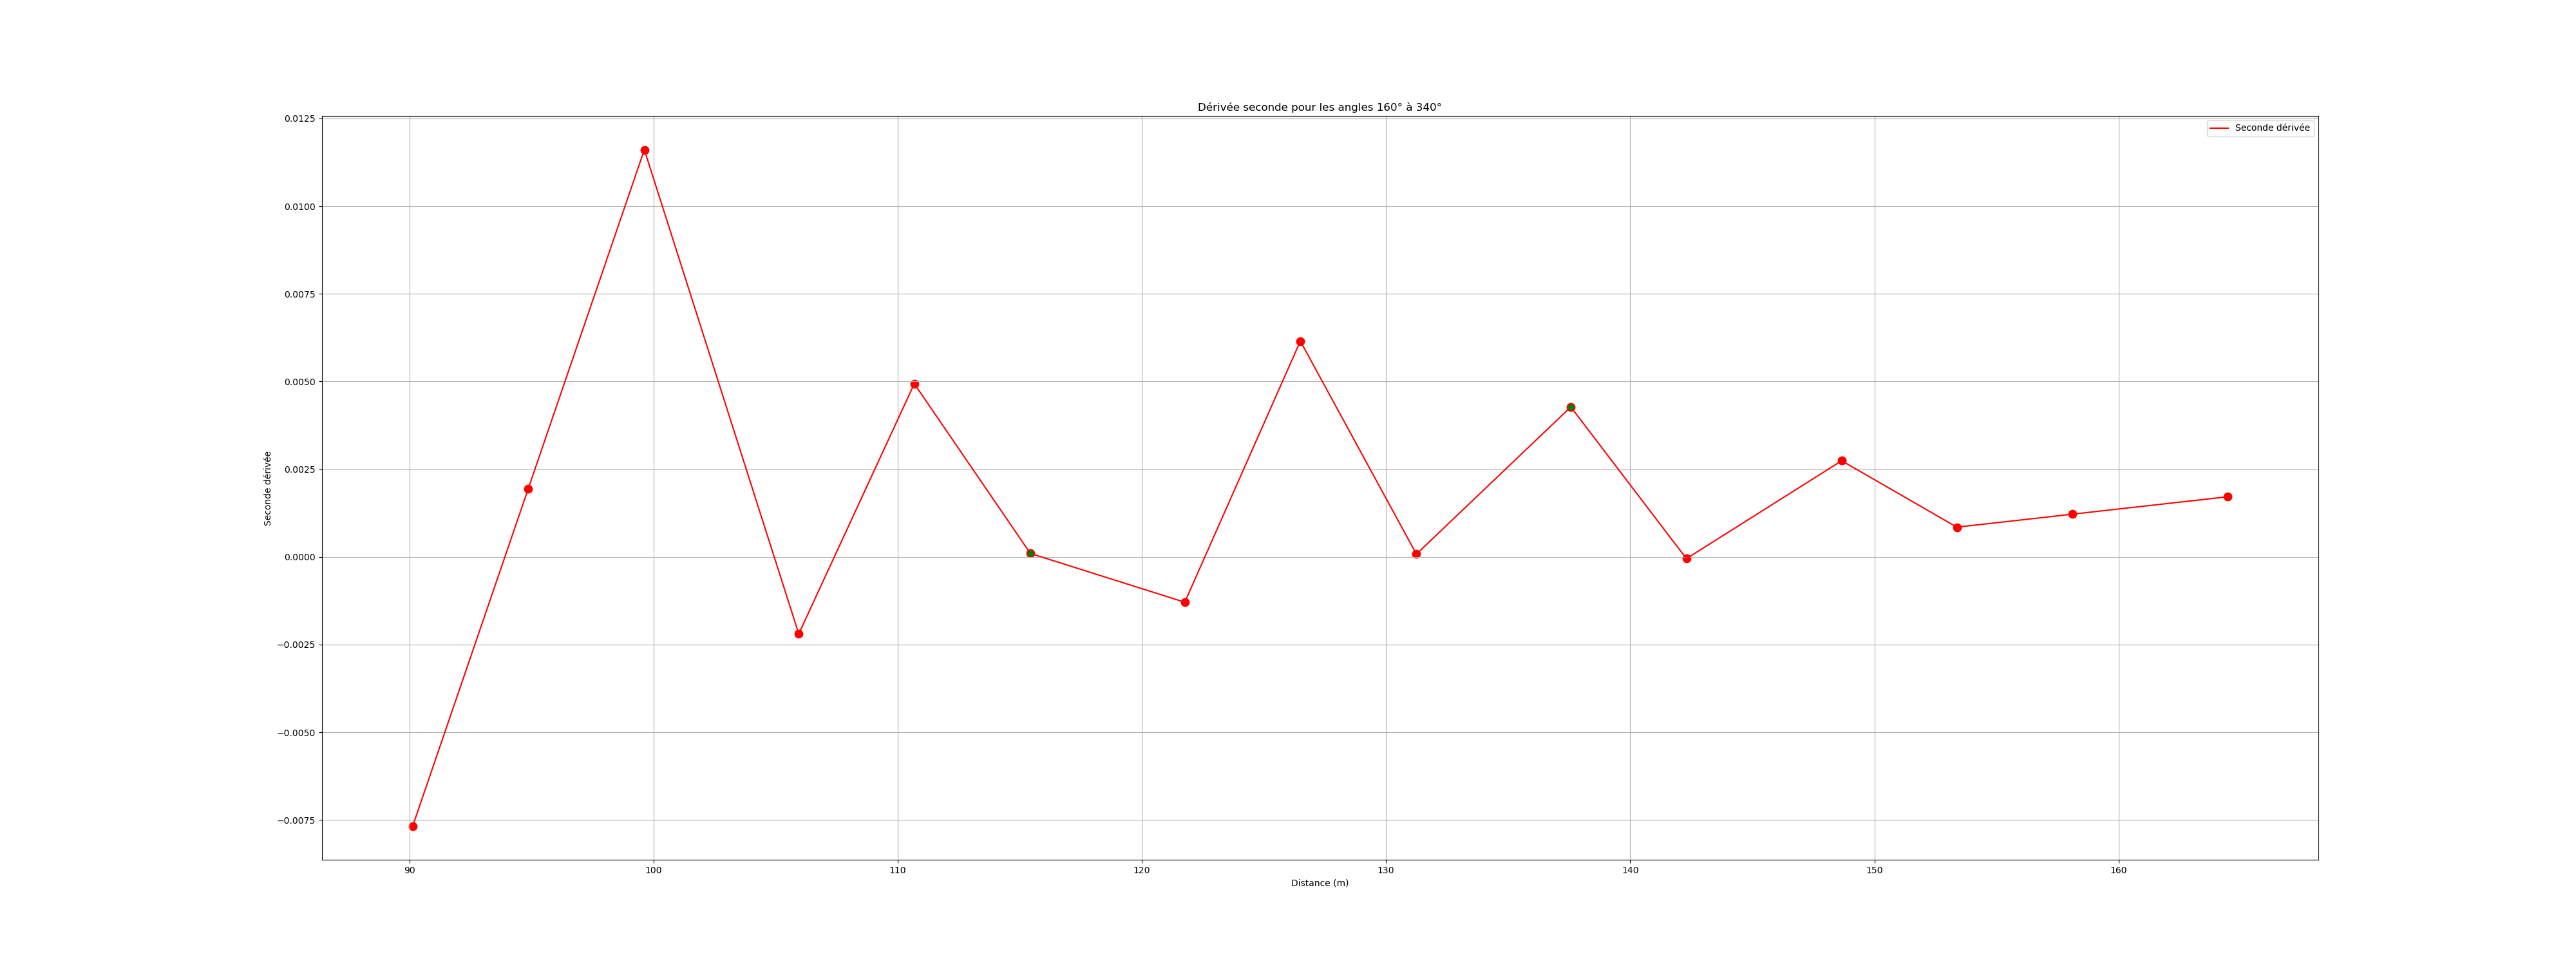 Dérivée seconde pour les angles 160° à 340°
Seconde dérivée
0.0125
0.0100
0.0075
0.0050
0.0025
0.0000
−0.0025
−0.0050
−0.0075
Seconde dérivée
90 100 110 120 130 140 150 160
Distance (m)